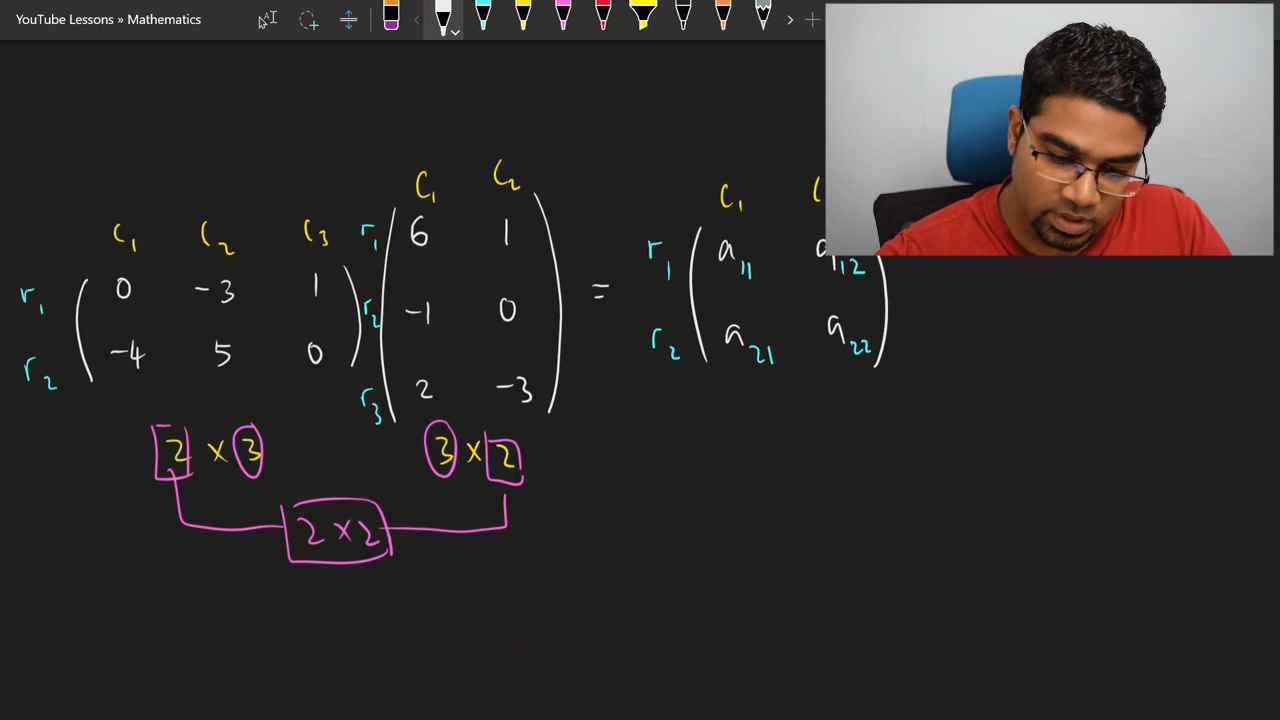 YouTube Lessons » Mathematics
C₁ C₂
C₁ C₂ C₃ r₁ 6 1 C₁
r₁ 0 -3 1 r₂ -1 0 = r₁ a₁₁ a₁₂
r₂ -4 5 0 r₃ 2 -3 r₂ a₂₁ a₂₂
2 × 3 3 × 2
2 × 2